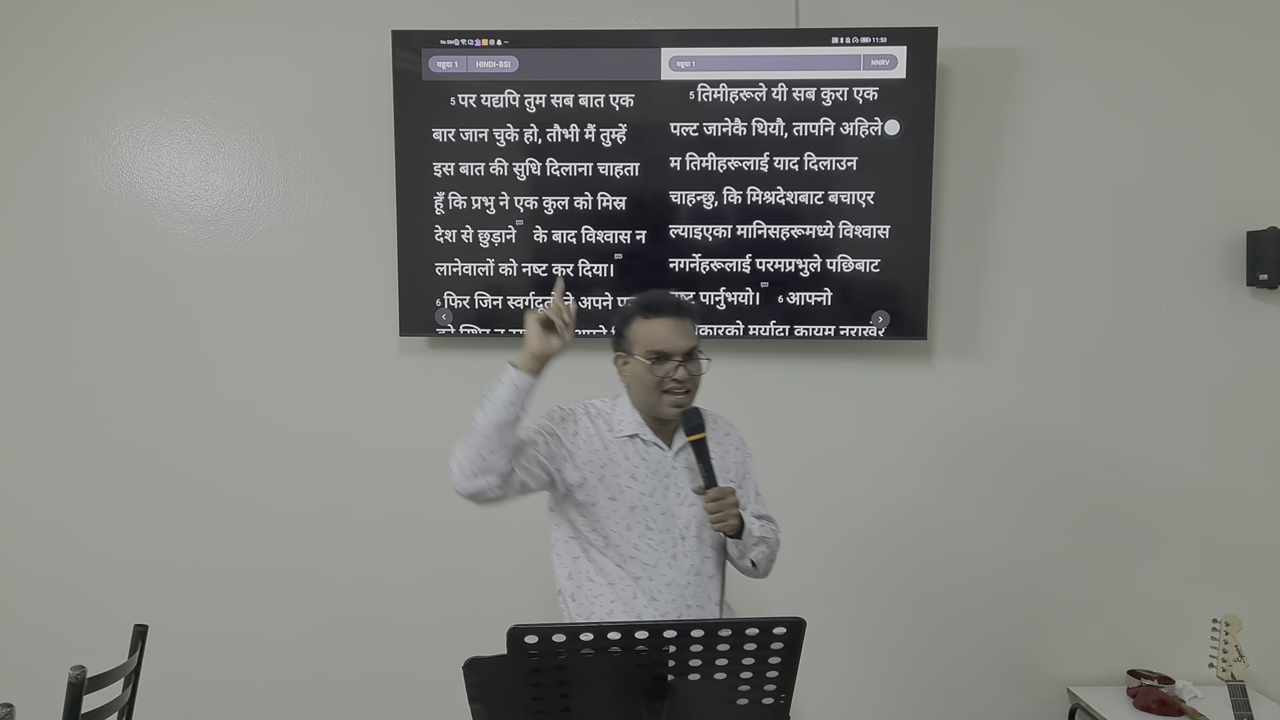 11:50
यहूदा 1 HINDI-BSI
5 पर यद्यपि तुम सब बात एक
बार जान चुके हो, तौभी मैं तुम्हें
इस बात की सुधि दिलाना चाहता
हूँ कि प्रभु ने एक कुल को मिस्र
देश से छुड़ाने के बाद विश्वास न
लानेवालों को नष्ट कर दिया।
6 फिर जिन स्वर्गदूतों ने अपने
यहूदा 1 NNRV
5 तिमीहरूले यी सब कुरा एक
पल्ट जानेकै थियौ, तापनि अहिले
म तिमीहरूलाई याद दिलाउन
चाहन्छु, कि मिश्रदेशबाट बचाएर
ल्याइएका मानिसहरूमध्ये विश्वास
नगर्नेहरूलाई परमप्रभुले पछिबाट
नष्ट पार्नुभयो। 6 आफ्नो
मर्यादा कायम नराखेर